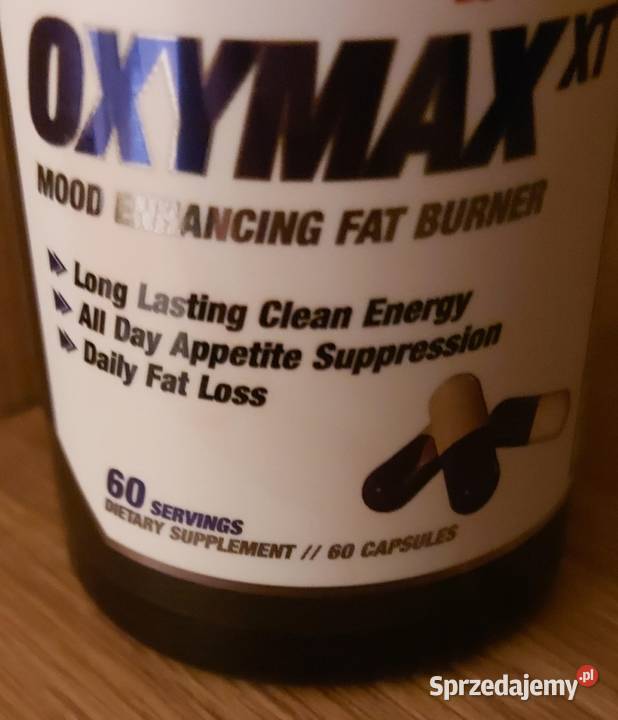 OXYMAX XT
MOOD ENHANCING FAT BURNER
Long Lasting Clean Energy
All Day Appetite Suppression
Daily Fat Loss
60 SERVINGS
DIETARY SUPPLEMENT // 60 CAPSULES
Sprzedajemy.pl